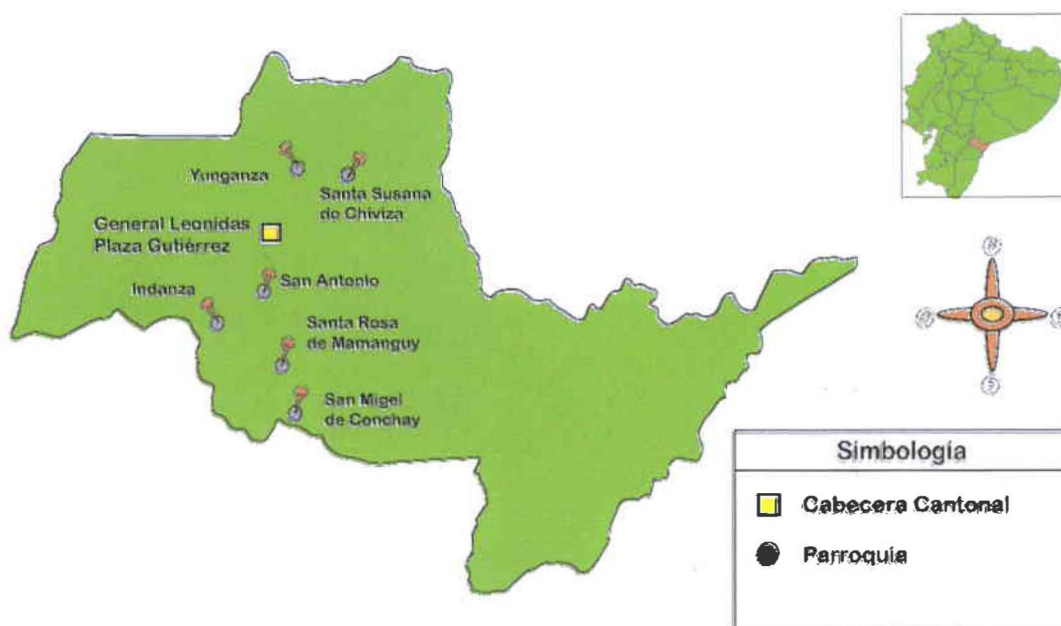 Yunganza
Santa Susana
de Chiviza
General Leonidas
Plaza Gutiérrez
San Antonio
Indanza
Santa Rosa
de Mamanguy
San Migel
de Conchay
S
Simbología
Cabecera Cantonal
Parroquia